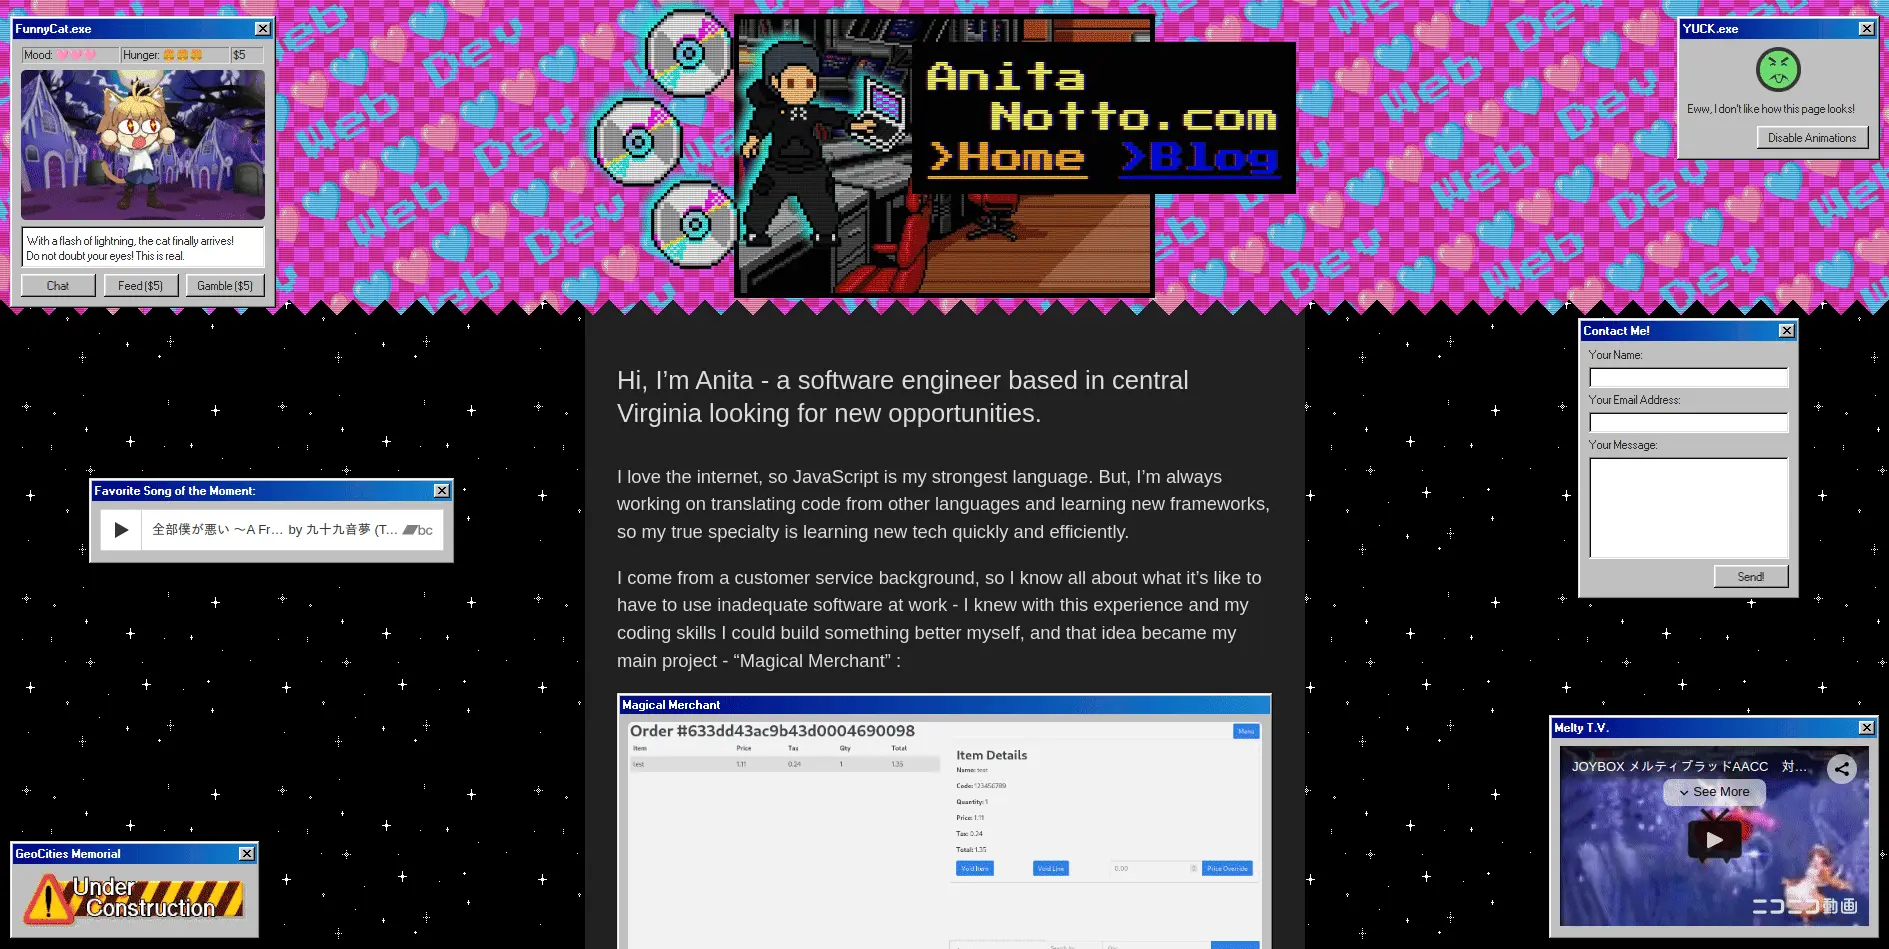 FunnyCat.exe
Mood:
Hunger:
$5
With a flash of lightning, the cat finally arrives!
Do not doubt your eyes! This is real.
Chat
Feed ($5)
Gamble ($5)
Web Dev
Anita
Notto.com
>Home >Blog
YUCK.exe
Eww, I don't like how this page looks!
Disable Animations
Hi, I’m Anita - a software engineer based in central
Virginia looking for new opportunities.
I love the internet, so JavaScript is my strongest language. But, I’m always
working on translating code from other languages and learning new frameworks,
so my true specialty is learning new tech quickly and efficiently.
I come from a customer service background, so I know all about what it’s like to
have to use inadequate software at work - I knew with this experience and my
coding skills I could build something better myself, and that idea became my
main project - “Magical Merchant” :
Magical Merchant
Order #633dd43ac9b43d0004690098
Menu
Item Price Tax Qty Total
test 1.11 0.24 1 1.35
Item Details
Name: test
Code: 123456789
Quantity: 1
Price: 1.11
Tax: 0.24
Total: 1.35
Void Item
Void Line
0.00
Price Override
Favorite Song of the Moment:
全部僕が悪い 〜A Fr... by 九十九音夢 (T...
bc
GeoCities Memorial
Under
Construction
Contact Me!
Your Name:
Your Email Address:
Your Message:
Send!
Melty T.V.
JOYBOX メルティブラッドAACC 対...
See More
ニコニコ動画